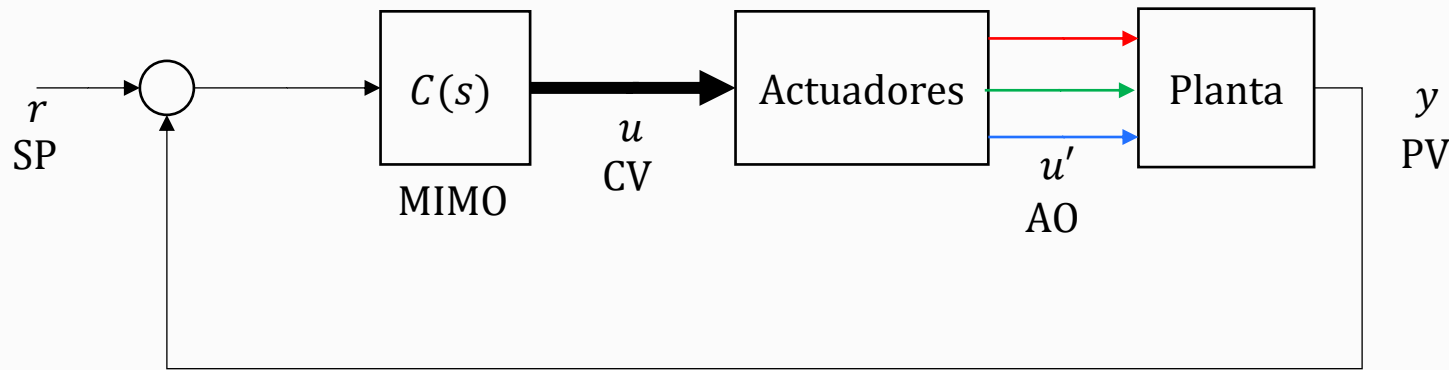 r
SP
C(s)
MIMO
u
CV
Actuadores
u′
AO
Planta
y
PV